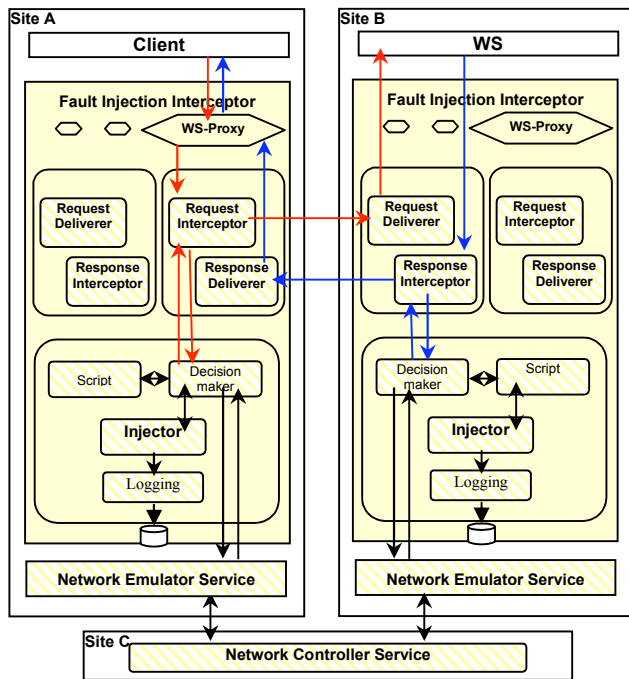 Site A
Client
Fault Injection Interceptor
WS-Proxy
Request
Deliverer
Response
Interceptor
Request
Interceptor
Response
Deliverer
Script
Decision
maker
Injector
Logging
Network Emulator Service
Site B
WS
Fault Injection Interceptor
WS-Proxy
Request
Deliverer
Response
Interceptor
Request
Interceptor
Response
Deliverer
Decision
maker
Script
Injector
Logging
Network Emulator Service
Site C
Network Controller Service